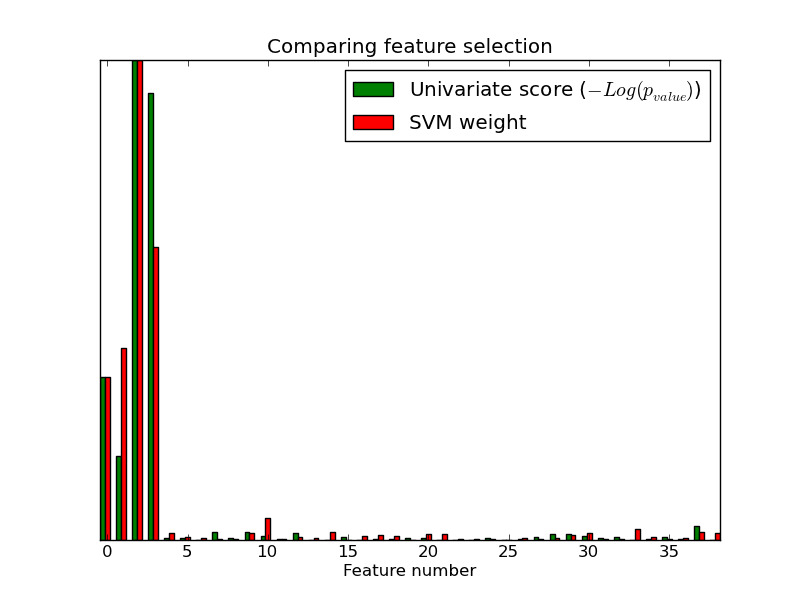 Comparing feature selection
Univariate score (−Log(p_value))
SVM weight
0 5 10 15 20 25 30 35
Feature number